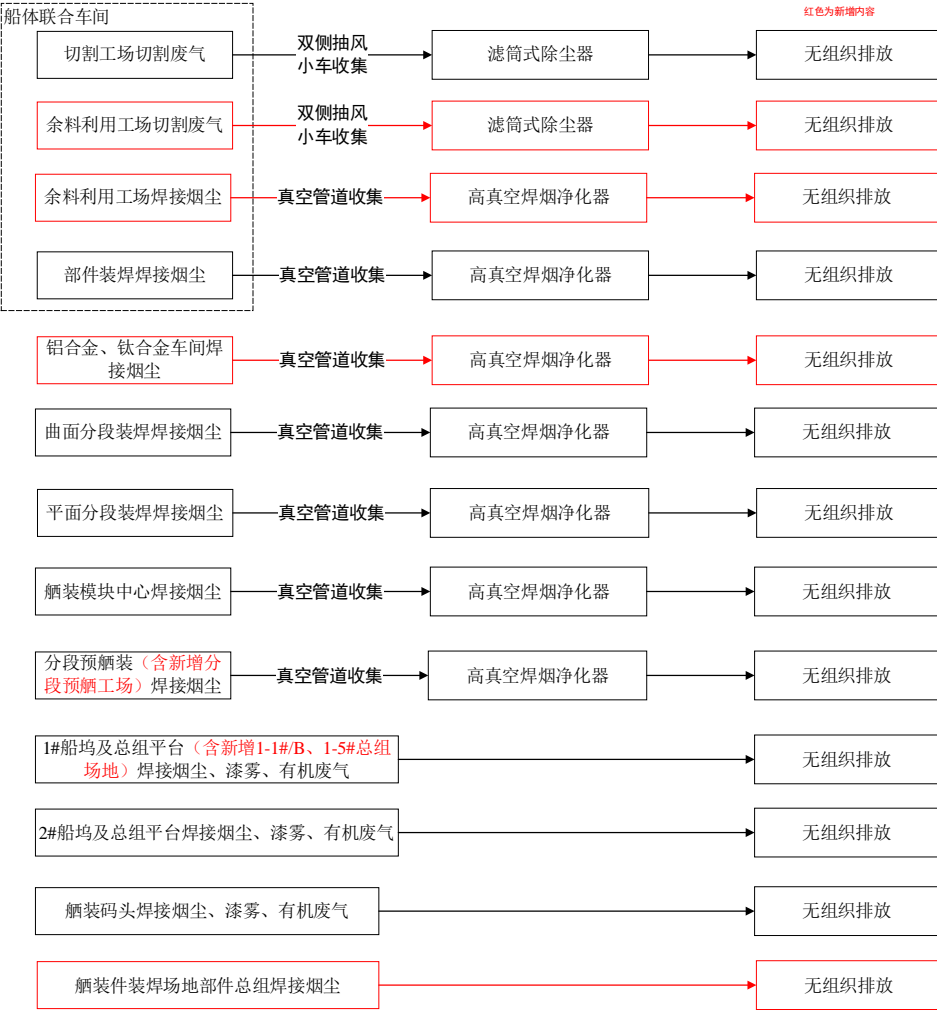 船体联合车间
红色为新增内容
切割工场切割废气
双侧抽风
小车收集
滤筒式除尘器
无组织排放
余料利用工场切割废气
双侧抽风
小车收集
滤筒式除尘器
无组织排放
余料利用工场焊接烟尘
真空管道收集
高真空焊烟净化器
无组织排放
部件装焊焊接烟尘
真空管道收集
高真空焊烟净化器
无组织排放
铝合金、钛合金车间焊
接烟尘
真空管道收集
高真空焊烟净化器
无组织排放
曲面分段装焊焊接烟尘
真空管道收集
高真空焊烟净化器
无组织排放
平面分段装焊焊接烟尘
真空管道收集
高真空焊烟净化器
无组织排放
舾装模块中心焊接烟尘
真空管道收集
高真空焊烟净化器
无组织排放
分段预舾装（含新增分
段预舾工场）焊接烟尘
真空管道收集
高真空焊烟净化器
无组织排放
1#船坞及总组平台（含新增1-1#/B、1-5#总组
场地）焊接烟尘、漆雾、有机废气
无组织排放
2#船坞及总组平台焊接烟尘、漆雾、有机废气
无组织排放
舾装码头焊接烟尘、漆雾、有机废气
无组织排放
舾装件装焊场地部件总组焊接烟尘
无组织排放